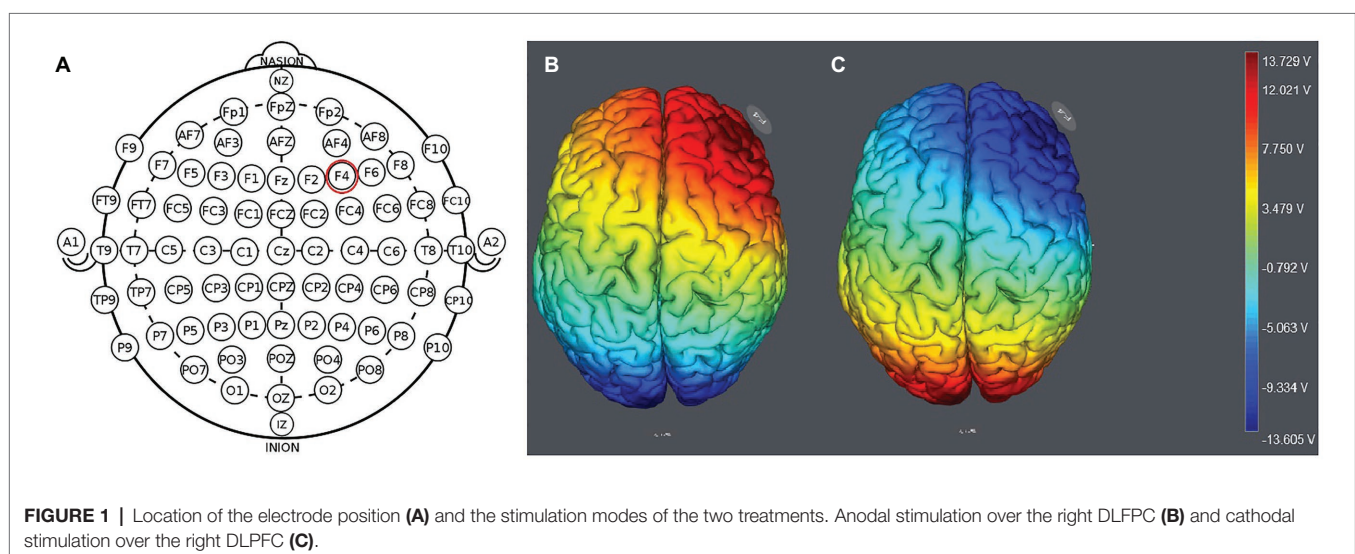 A
B
C
NASION
NZ
Fp1 FpZ Fp2
AF7 AF3 AFZ AF4 AF8
F9 F7 F5 F3 F1 Fz F2 F4 F6 F8 F10
FT9 FT7 FC5 FC3 FC1 FCZ FC2 FC4 FC6 FC8 FC10
A1 T9 T7 C5 C3 C1 Cz C2 C4 C6 T8 T10 A2
TP9 TP7 CP5 CP3 CP1 CPZ CP2 CP4 CP6 CP8 CP10
P9 P7 P5 P3 P1 Pz P2 P4 P6 P8 P10
PO7 PO3 POZ PO4 PO8
O1 OZ O2
IZ
INION
F4
F4
13.729 V
12.021 V
7.750 V
3.479 V
-0.792 V
-5.063 V
-9.334 V
-13.605 V
FIGURE 1 | Location of the electrode position (A) and the stimulation modes of the two treatments. Anodal stimulation over the right DLFPC (B) and cathodal
stimulation over the right DLPFC (C).